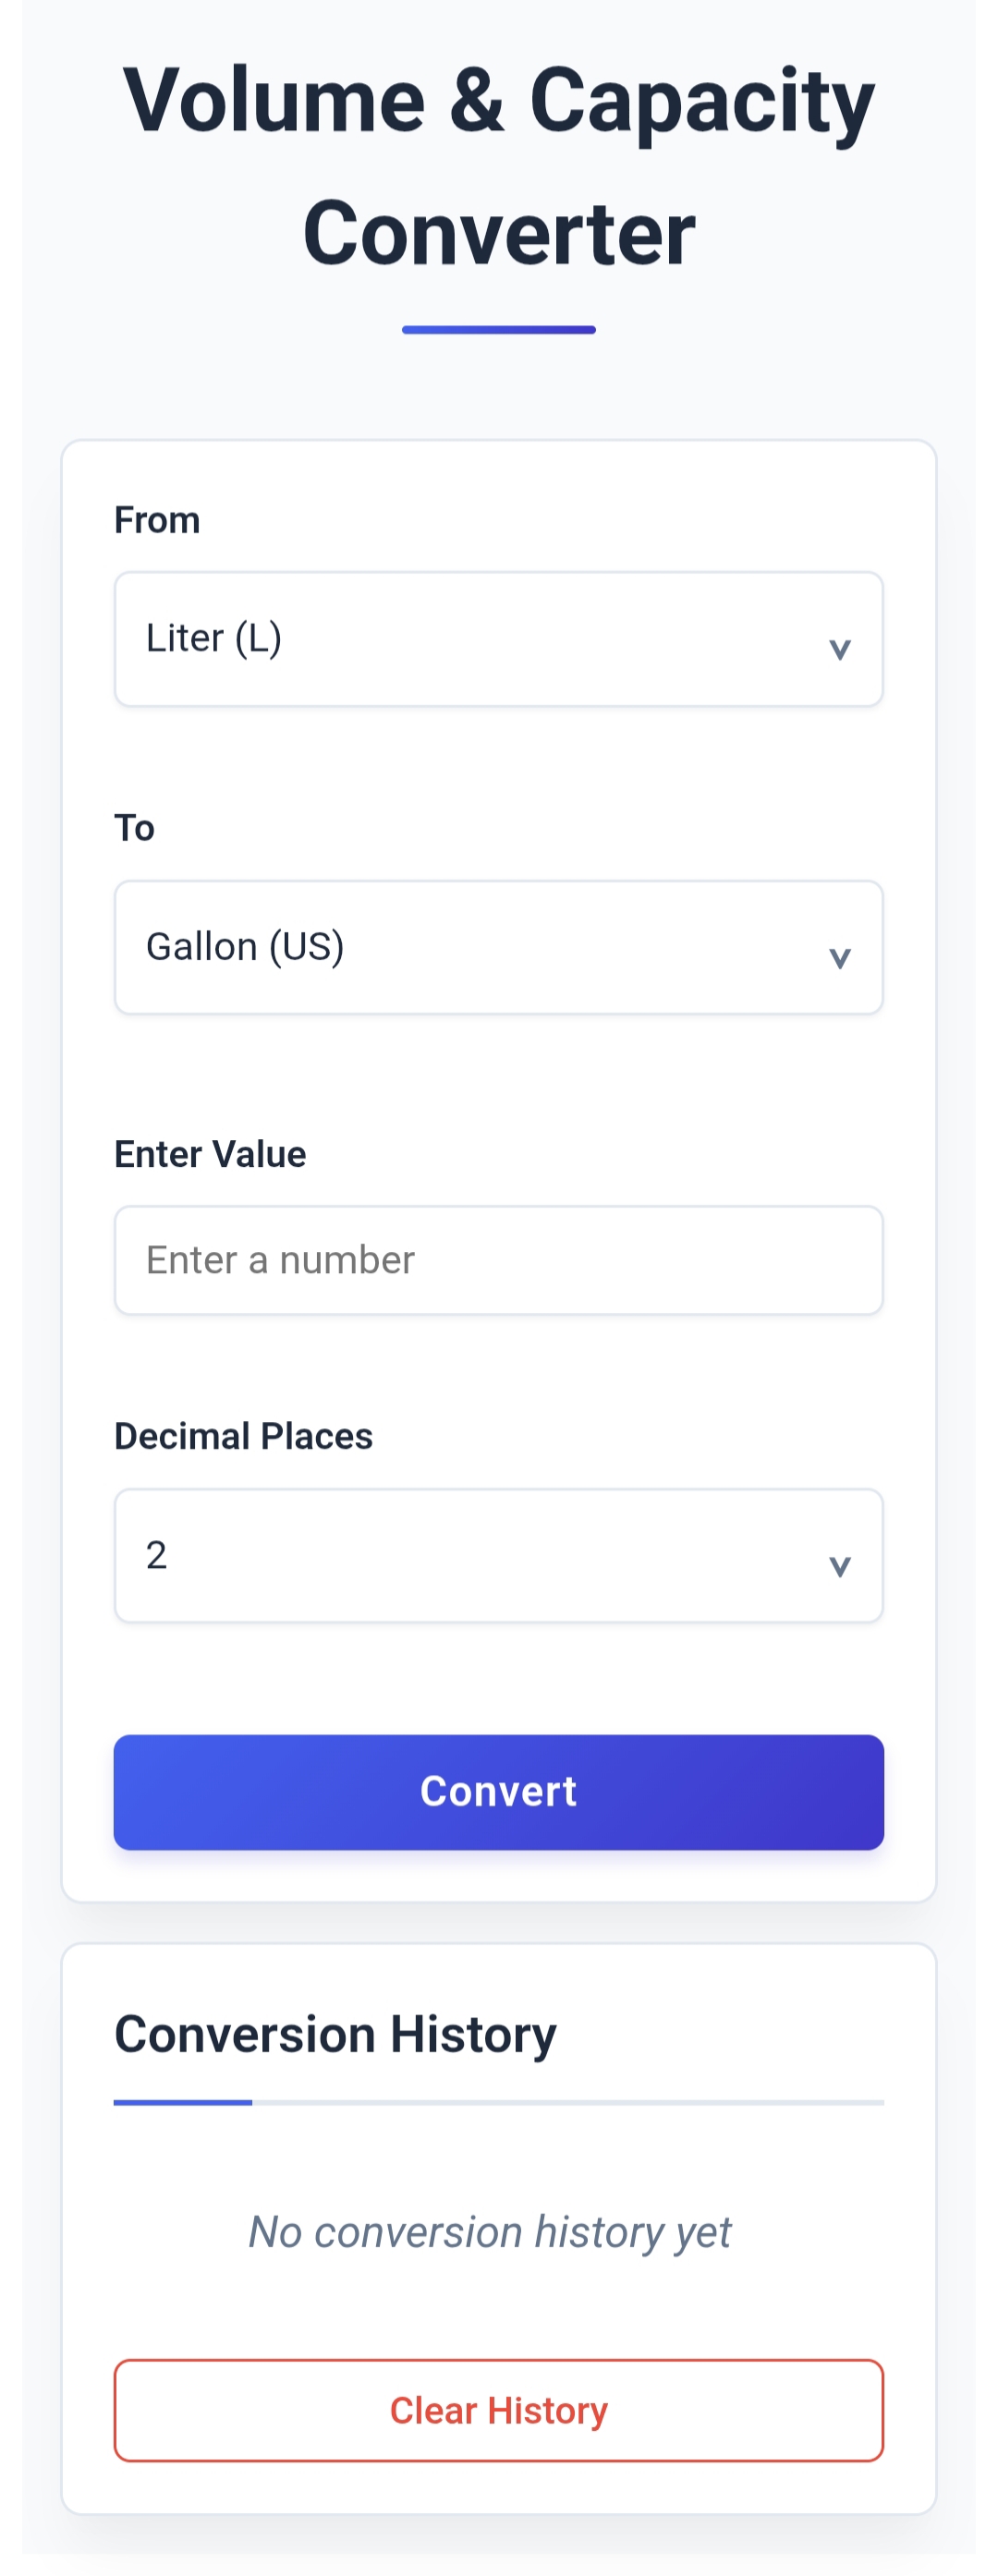 Volume & Capacity
Converter
From
Liter (L)
To
Gallon (US)
Enter Value
Enter a number
Decimal Places
2
Convert
Conversion History
No conversion history yet
Clear History